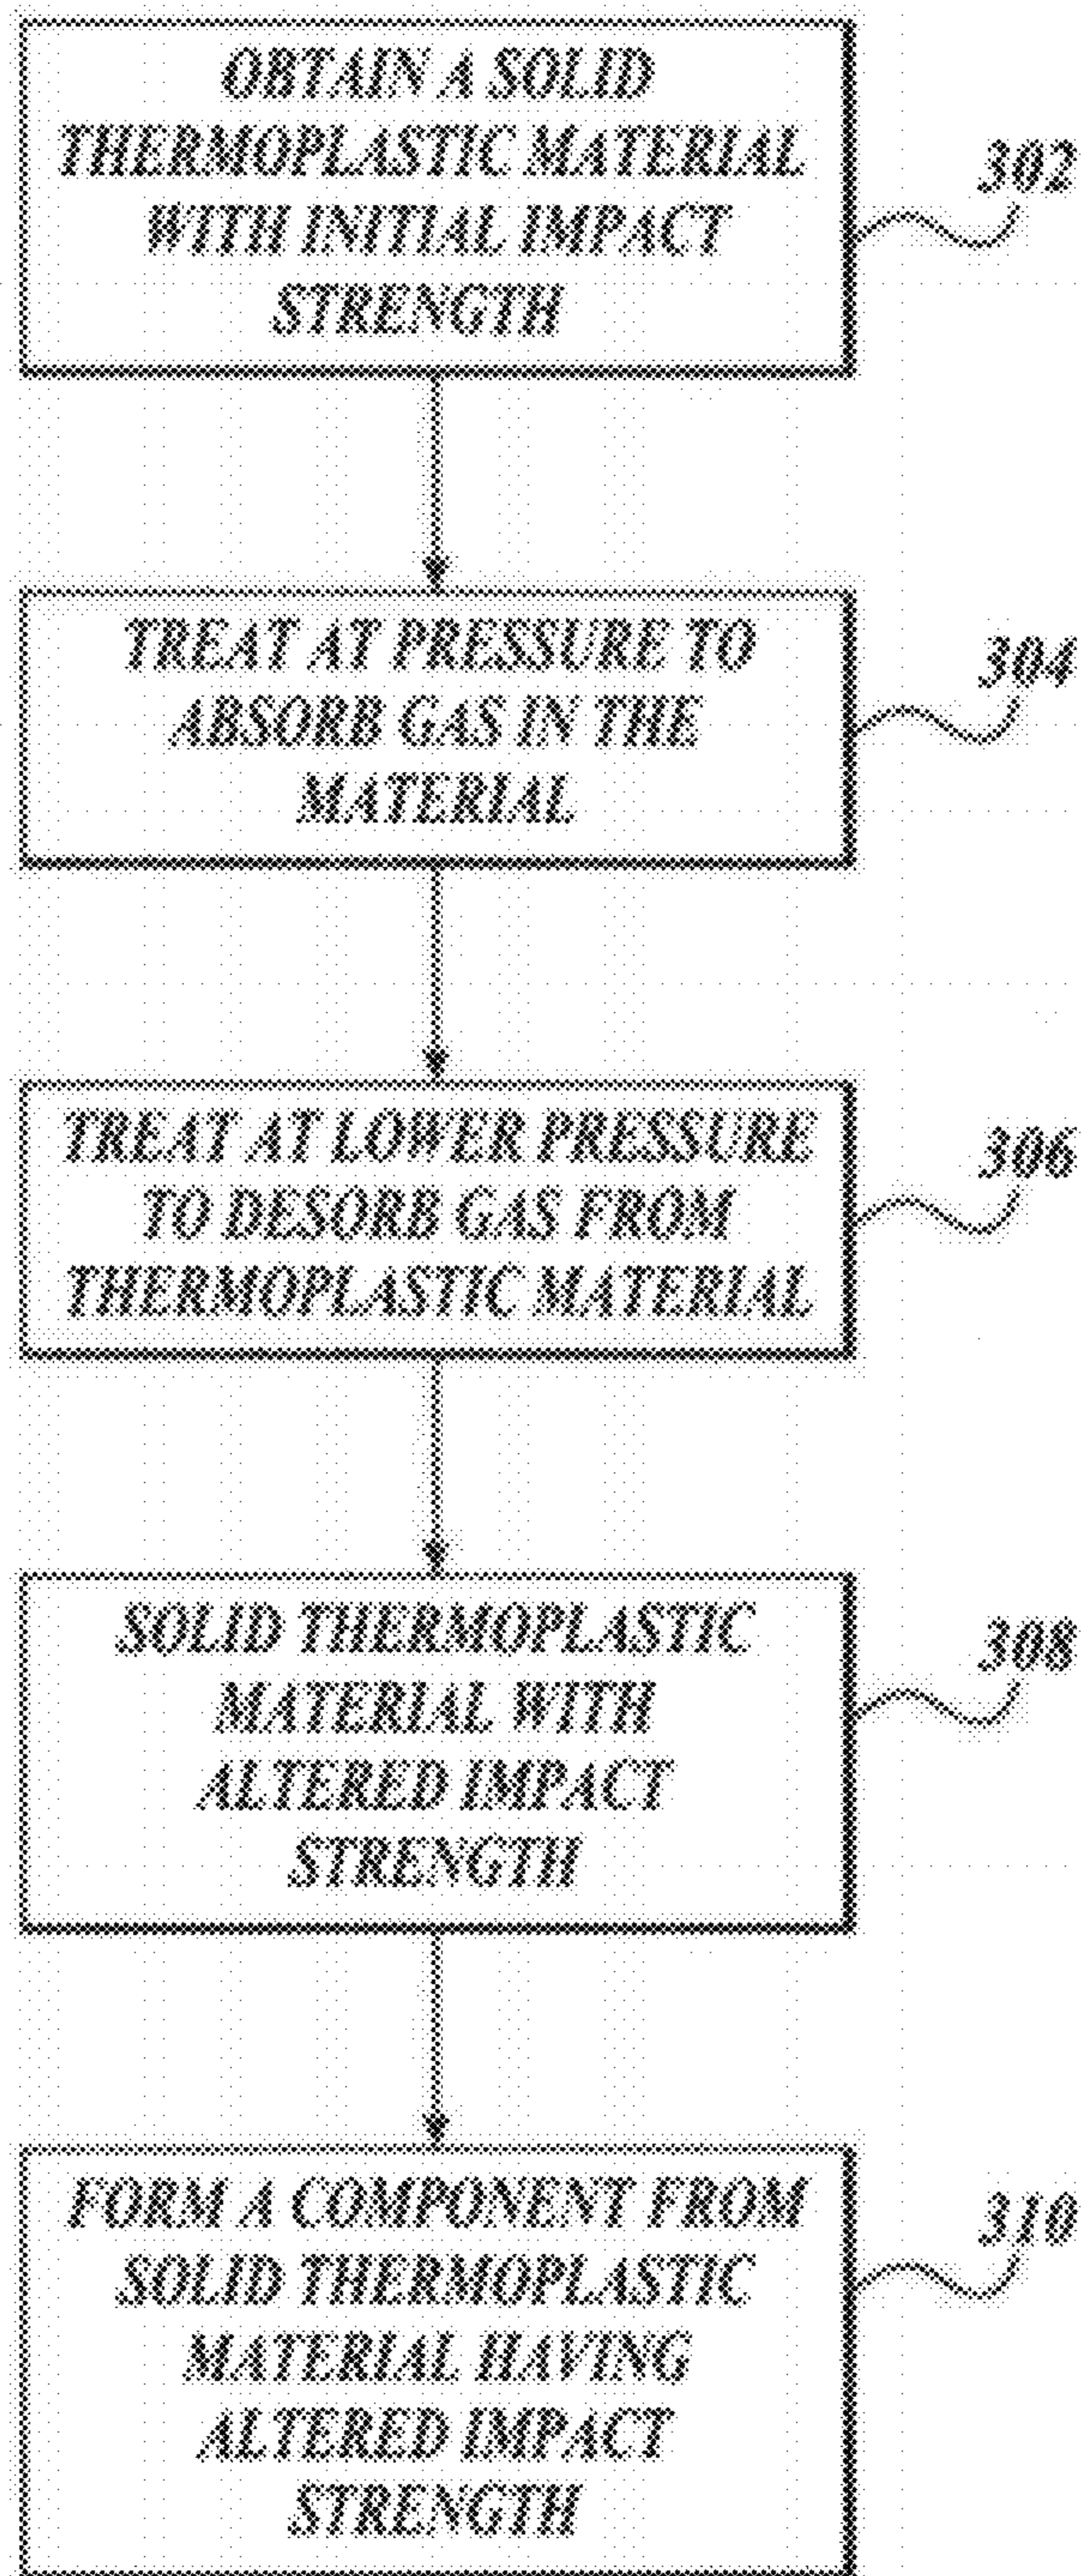 OBTAIN A SOLID
THERMOPLASTIC MATERIAL
WITH INITIAL IMPACT
STRENGTH
302
TREAT AT PRESSURE TO
ABSORB GAS IN THE
MATERIAL
304
TREAT AT LOWER PRESSURE
TO DESORB GAS FROM
THERMOPLASTIC MATERIAL
306
SOLID THERMOPLASTIC
MATERIAL WITH
ALTERED IMPACT
STRENGTH
308
FORM A COMPONENT FROM
SOLID THERMOPLASTIC
MATERIAL HAVING
ALTERED IMPACT
STRENGTH
310